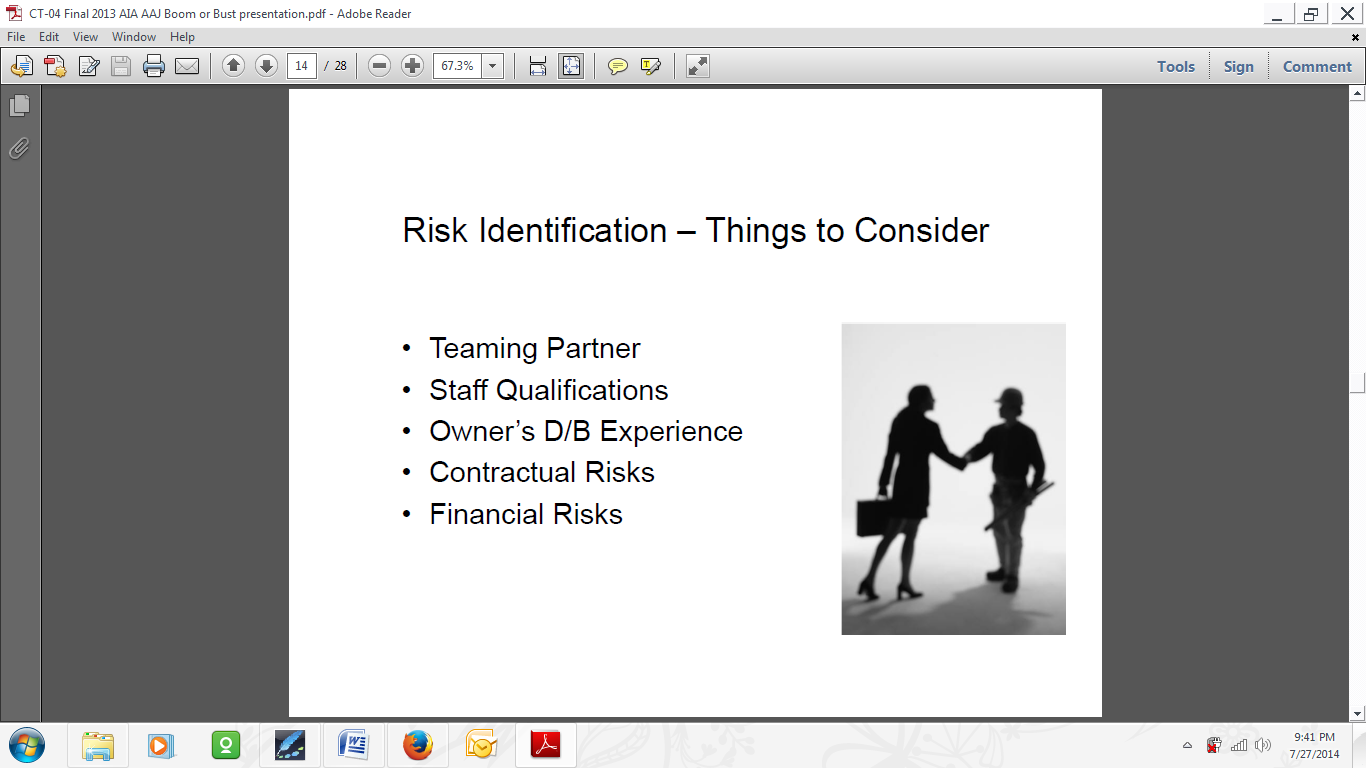 CT-04 Final 2013 AIA AAJ Boom or Bust presentation.pdf - Adobe Reader
File Edit View Window Help
14 / 28 67.3% Tools Sign Comment
Risk Identification – Things to Consider
• Teaming Partner
• Staff Qualifications
• Owner’s D/B Experience
• Contractual Risks
• Financial Risks
9:41 PM
7/27/2014